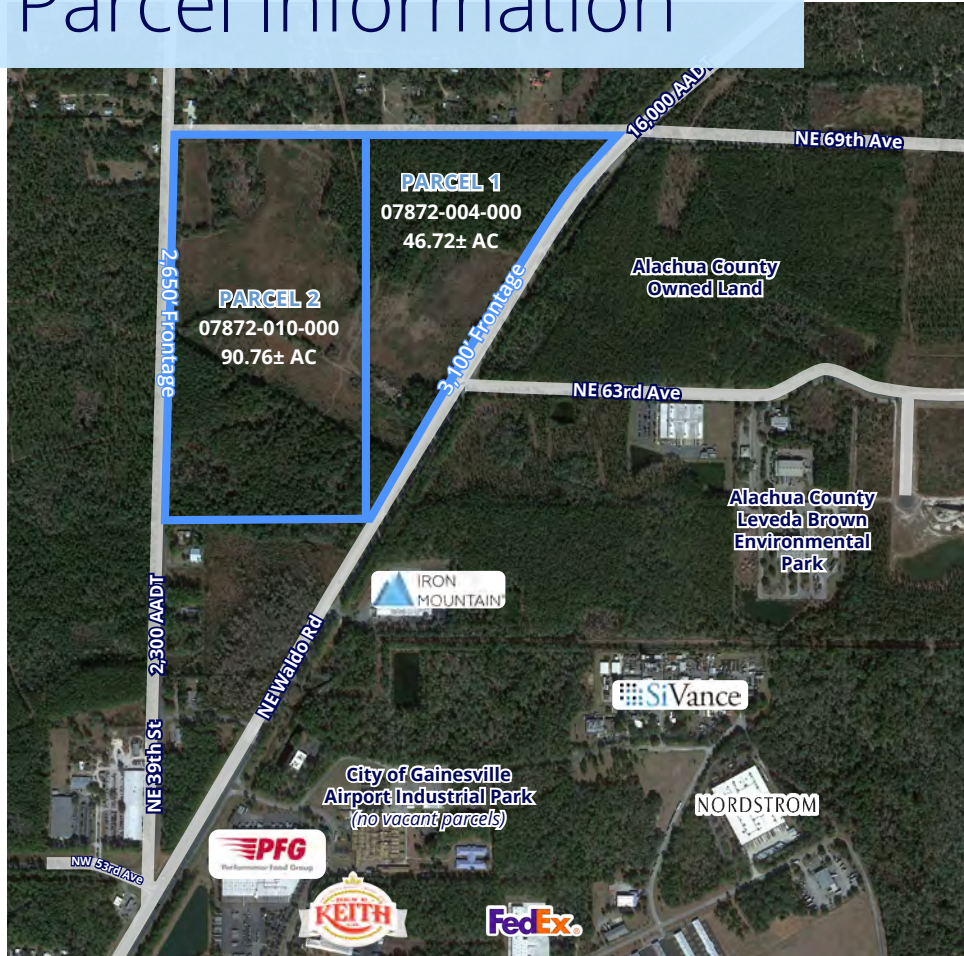 Parcel Information
16,000 AADT
NE 69th Ave
PARCEL 1
07872-004-000
46.72± AC
Alachua County
Owned Land
2,650' Frontage
PARCEL 2
07872-010-000
90.76± AC
3,100' Frontage
NE 63rd Ave
Alachua County
Leveda Brown
Environmental
Park
IRON
MOUNTAIN
2,300 AADT
NE Waldo Rd
SiVance
NE 39th St
City of Gainesville
Airport Industrial Park
(no vacant parcels)
NORDSTROM
PFG
Performance Food Group
NW 53rd Ave
KEITH
FedEx®